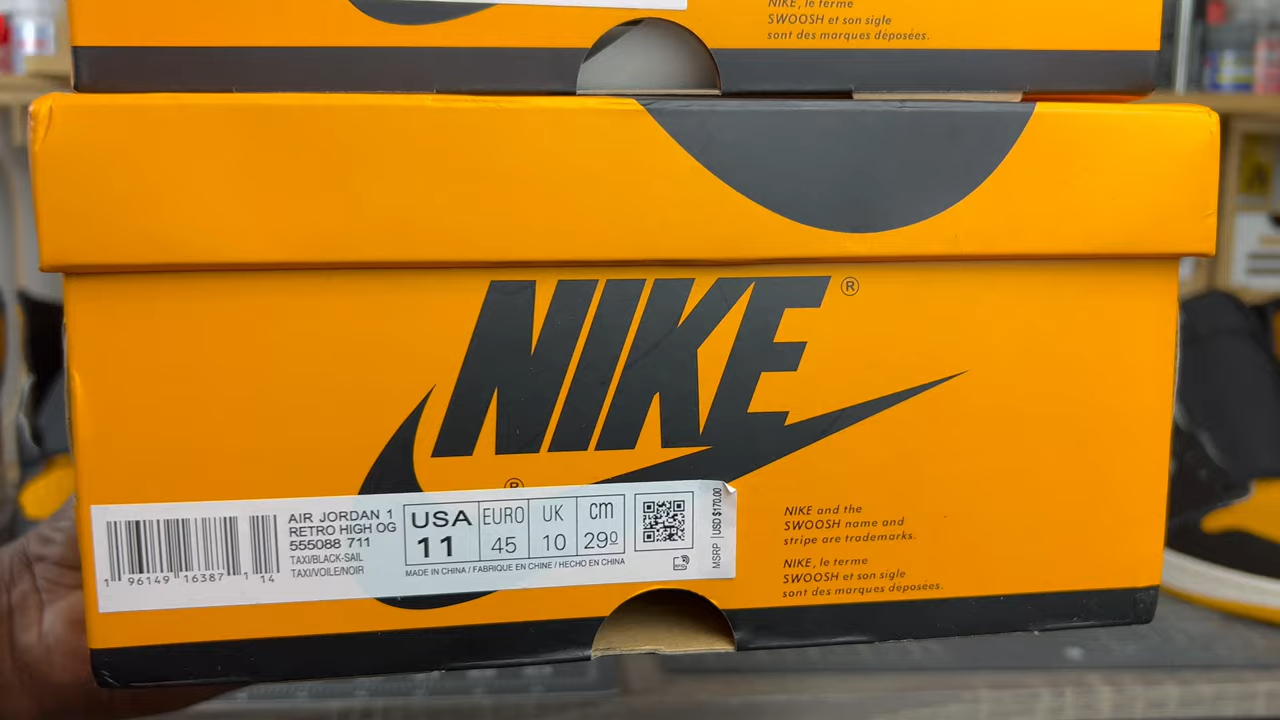 NIKE, le terme
SWOOSH et son sigle
sont des marques déposées.
NIKE ®
®
AIR JORDAN 1
RETRO HIGH OG
555088 711
TAXI/BLACK-SAIL
TAXI/VOILE/NOIR
1 96149 16387 1 14
USA
11
EURO
45
UK
10
cm
29º
MADE IN CHINA / FABRIQUE EN CHINE / HECHO EN CHINA
MSRP | USD $170.00
NIKE and the
SWOOSH name and
stripe are trademarks.
NIKE, le terme
SWOOSH et son sigle
sont des marques déposées.